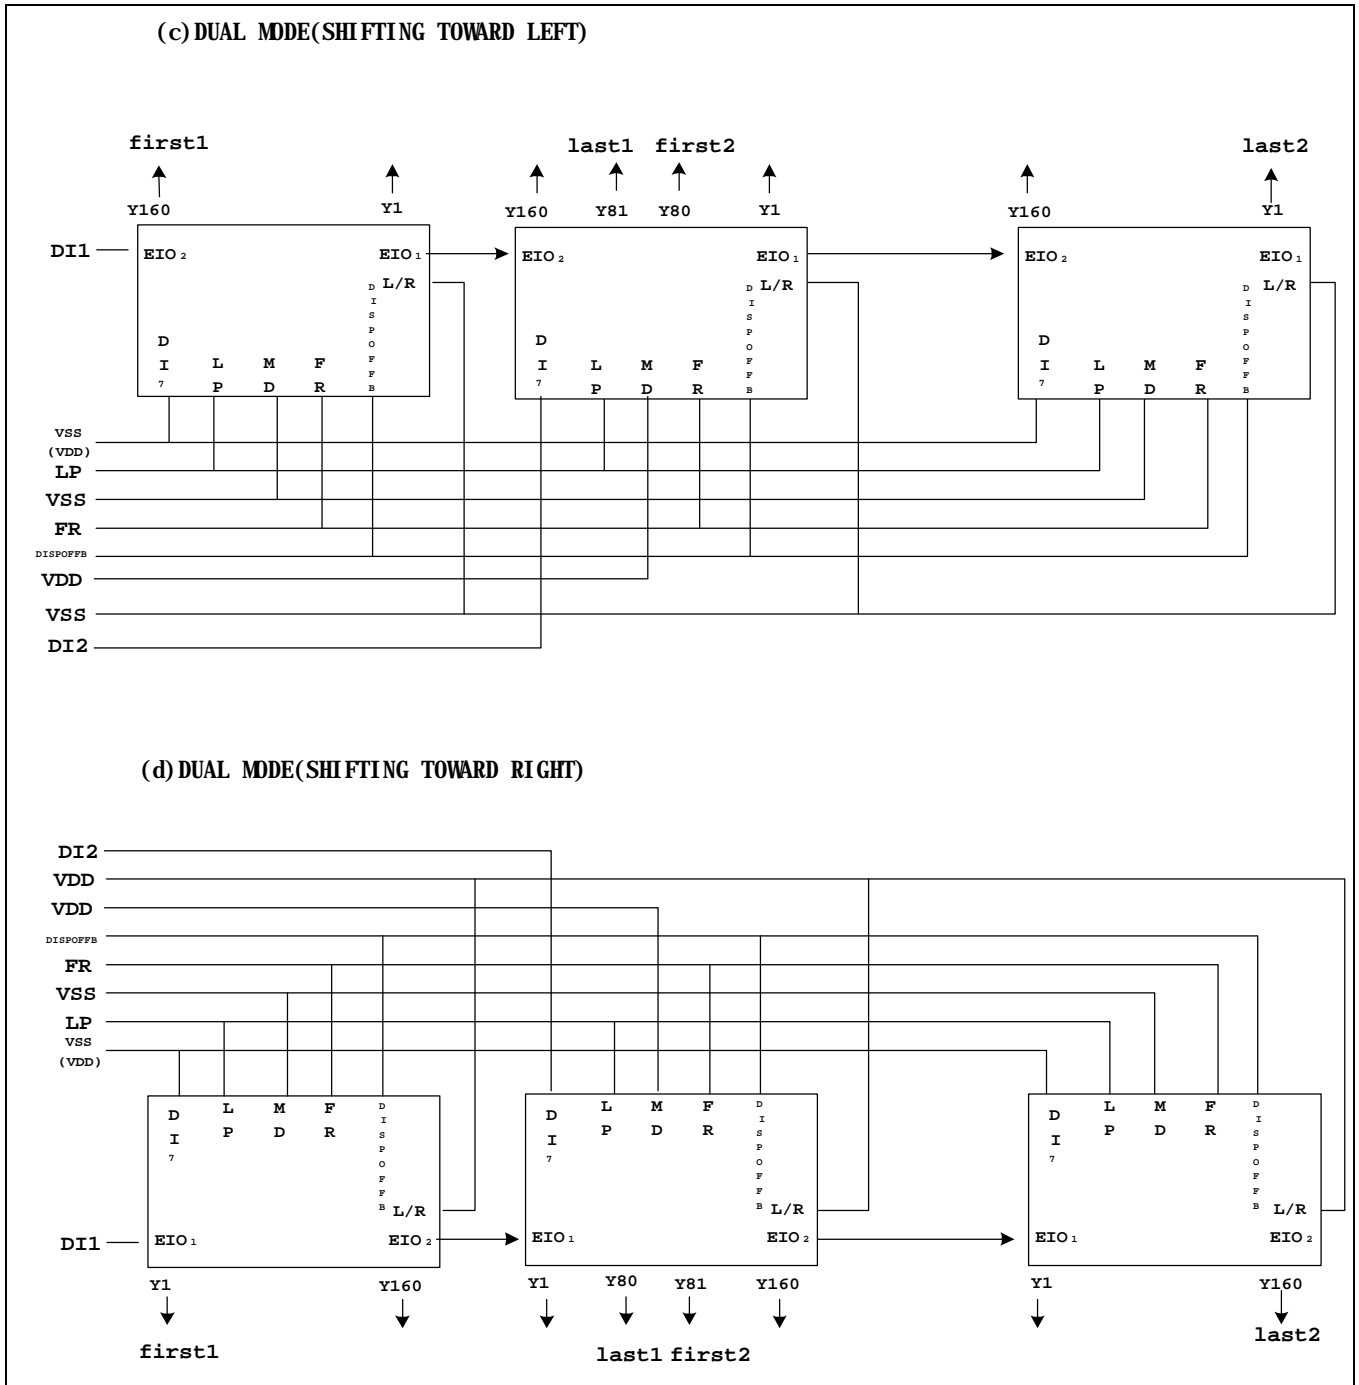 (c)DUAL MODE(SHIFTING TOWARD LEFT)
first1 last1 first2 last2
Y160 Y1 Y160 Y81 Y80 Y1 Y160 Y1
DI1 EIO2 EIO1 EIO2 EIO1 EIO2 EIO1
L/R L/R L/R
DISPOFFB DISPOFFB DISPOFFB
DI7 LP MD FR DI7 LP MD FR DI7 LP MD FR
VSS
(VDD)
LP
VSS
FR
DISPOFFB
VDD
VSS
DI2
(d)DUAL MODE(SHIFTING TOWARD RIGHT)
DI2
VDD
VDD
DISPOFFB
FR
VSS
LP
VSS
(VDD)
DI7 LP MD FR DISPOFFB DI7 LP MD FR DISPOFFB DI7 LP MD FR DISPOFFB
L/R L/R L/R
DI1 EIO1 EIO2 EIO1 EIO2 EIO1 EIO2
Y1 Y160 Y1 Y80 Y81 Y160 Y1 Y160
first1 last1 first2 last2